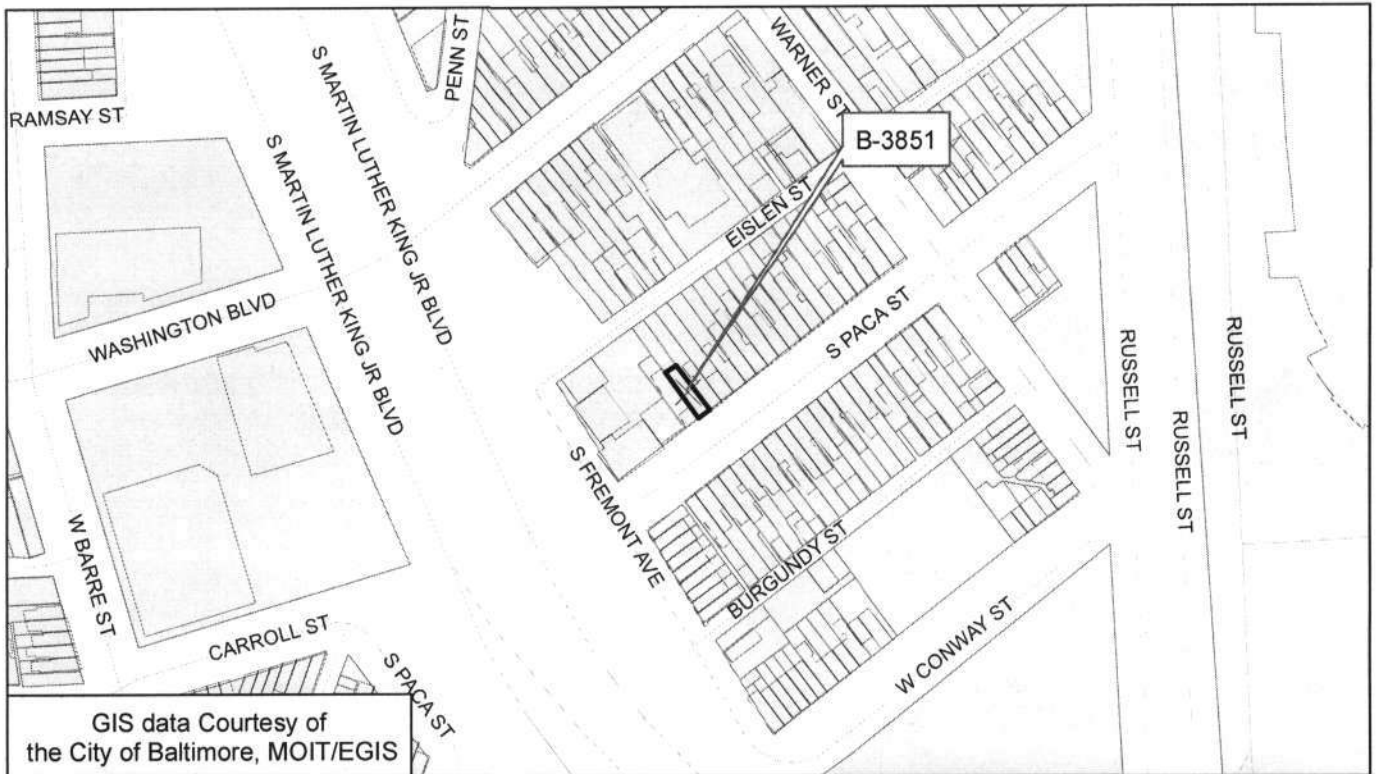 PENN ST
WARNER ST
S MARTIN LUTHER KING JR BLVD
RAMSAY ST
B-3851
S MARTIN LUTHER KING JR BLVD
EISLEN ST
WASHINGTON BLVD
S PACA ST
RUSSELL ST
RUSSELL ST
RUSSELL ST
S FREMONT AVE
W BARRE ST
BURGUNDY ST
CARROLL ST
W CONWAY ST
S PACA ST
GIS data Courtesy of
the City of Baltimore, MOIT/EGIS